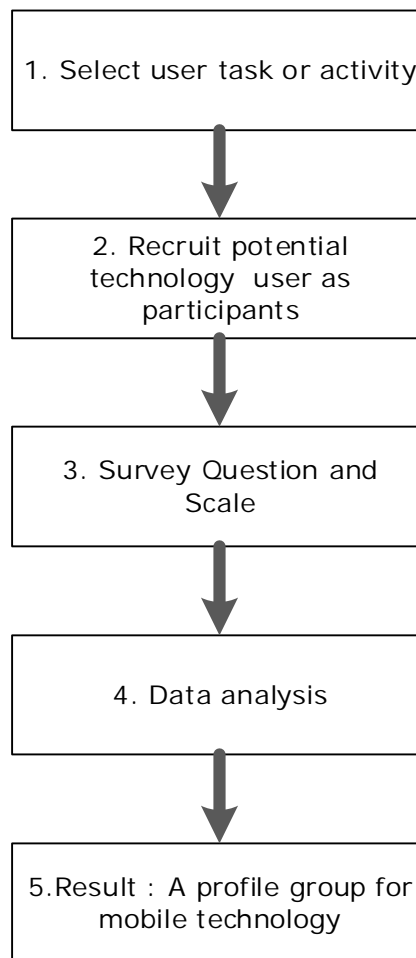 1. Select user task or activity
2. Recruit potential
technology user as
participants
3. Survey Question and
Scale
4. Data analysis
5.Result : A profile group for
mobile technology